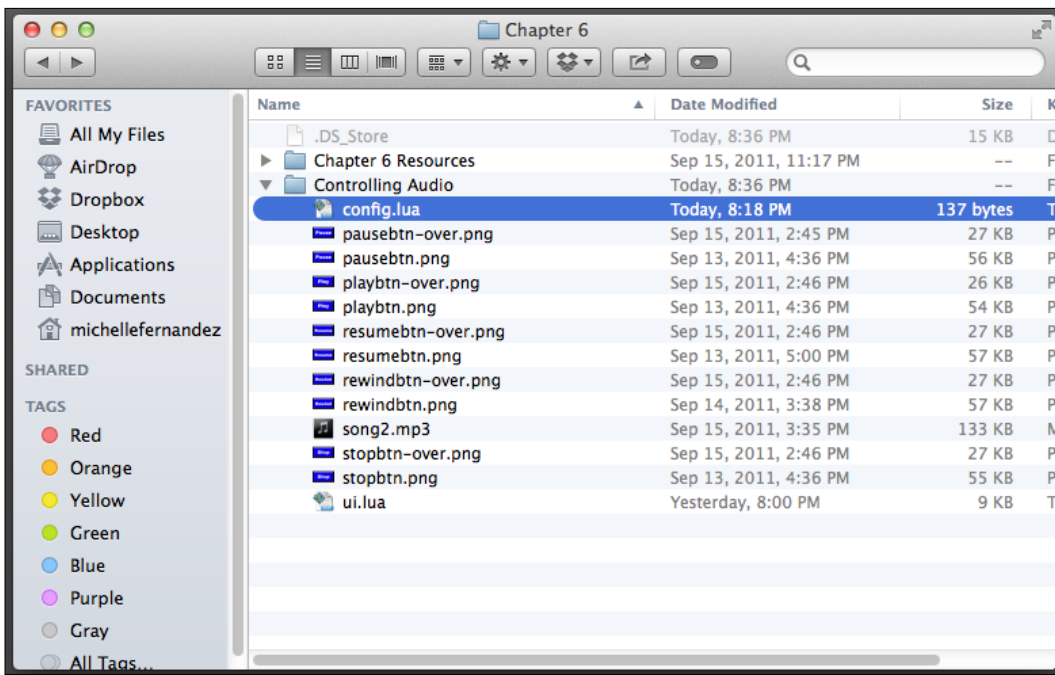 Chapter 6
FAVORITES
All My Files
AirDrop
Dropbox
Desktop
Applications
Documents
michellefernandez
SHARED
TAGS
Red
Orange
Yellow
Green
Blue
Purple
Gray
All Tags...
Name Date Modified Size K
.DS_Store Today, 8:36 PM 15 KB D
Chapter 6 Resources Sep 15, 2011, 11:17 PM -- F
Controlling Audio Today, 8:36 PM -- F
config.lua Today, 8:18 PM 137 bytes T
pausebtn-over.png Sep 15, 2011, 2:45 PM 27 KB P
pausebtn.png Sep 13, 2011, 4:36 PM 56 KB P
playbtn-over.png Sep 15, 2011, 2:46 PM 26 KB P
playbtn.png Sep 13, 2011, 4:36 PM 54 KB P
resumebtn-over.png Sep 15, 2011, 2:46 PM 27 KB P
resumebtn.png Sep 13, 2011, 5:00 PM 57 KB P
rewindbtn-over.png Sep 15, 2011, 2:46 PM 27 KB P
rewindbtn.png Sep 14, 2011, 3:38 PM 57 KB P
song2.mp3 Sep 15, 2011, 3:35 PM 133 KB M
stopbtn-over.png Sep 15, 2011, 2:46 PM 27 KB P
stopbtn.png Sep 13, 2011, 4:36 PM 55 KB P
ui.lua Yesterday, 8:00 PM 9 KB T